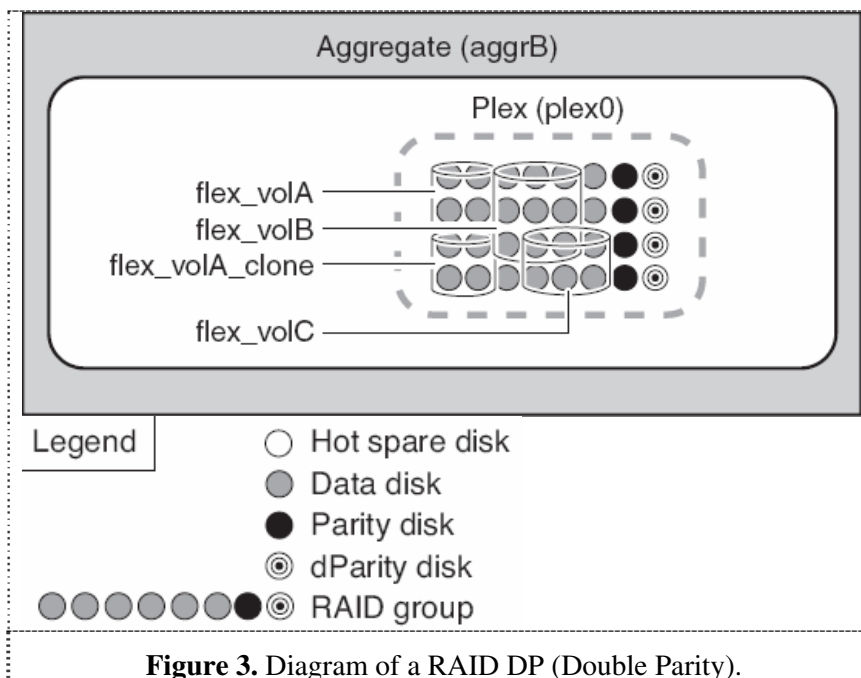 Aggregate (aggrB)
Plex (plex0)
flex_volA
flex_volB
flex_volA_clone
flex_volC
Legend
Hot spare disk
Data disk
Parity disk
dParity disk
RAID group
Figure 3. Diagram of a RAID DP (Double Parity).